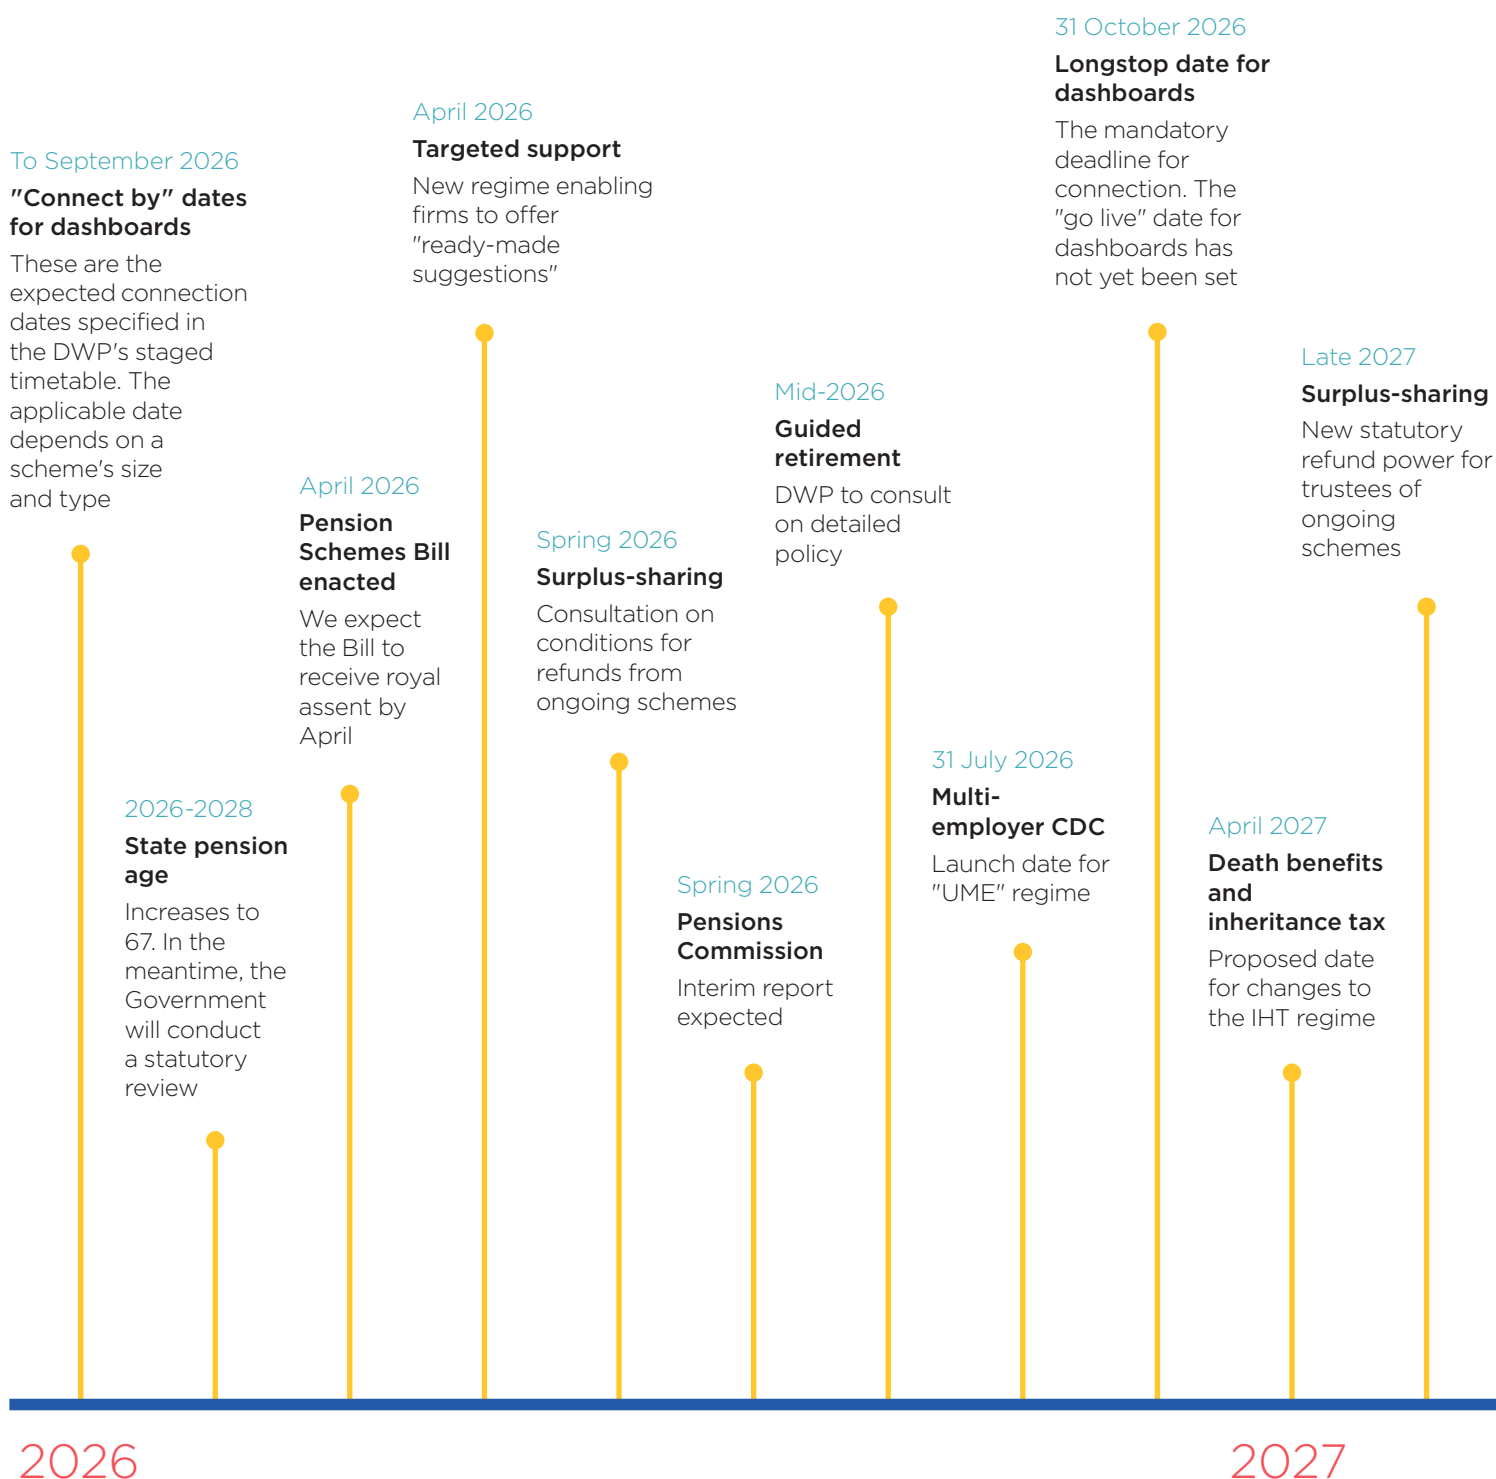 To September 2026
"Connect by" dates
for dashboards
These are the
expected connection
dates specified in
the DWP's staged
timetable. The
applicable date
depends on a
scheme's size
and type
2026-2028
State pension
age
Increases to
67. In the
meantime, the
Government
will conduct
a statutory
review
April 2026
Pension
Schemes Bill
enacted
We expect
the Bill to
receive royal
assent by
April
April 2026
Targeted support
New regime enabling
firms to offer
"ready-made
suggestions"
Spring 2026
Surplus-sharing
Consultation on
conditions for
refunds from
ongoing schemes
Spring 2026
Pensions
Commission
Interim report
expected
Mid-2026
Guided
retirement
DWP to consult
on detailed
policy
31 July 2026
Multi-
employer CDC
Launch date for
"UME" regime
31 October 2026
Longstop date for
dashboards
The mandatory
deadline for
connection. The
"go live" date for
dashboards has
not yet been set
April 2027
Death benefits
and
inheritance tax
Proposed date
for changes to
the IHT regime
Late 2027
Surplus-sharing
New statutory
refund power for
trustees of
ongoing
schemes
2026
2027